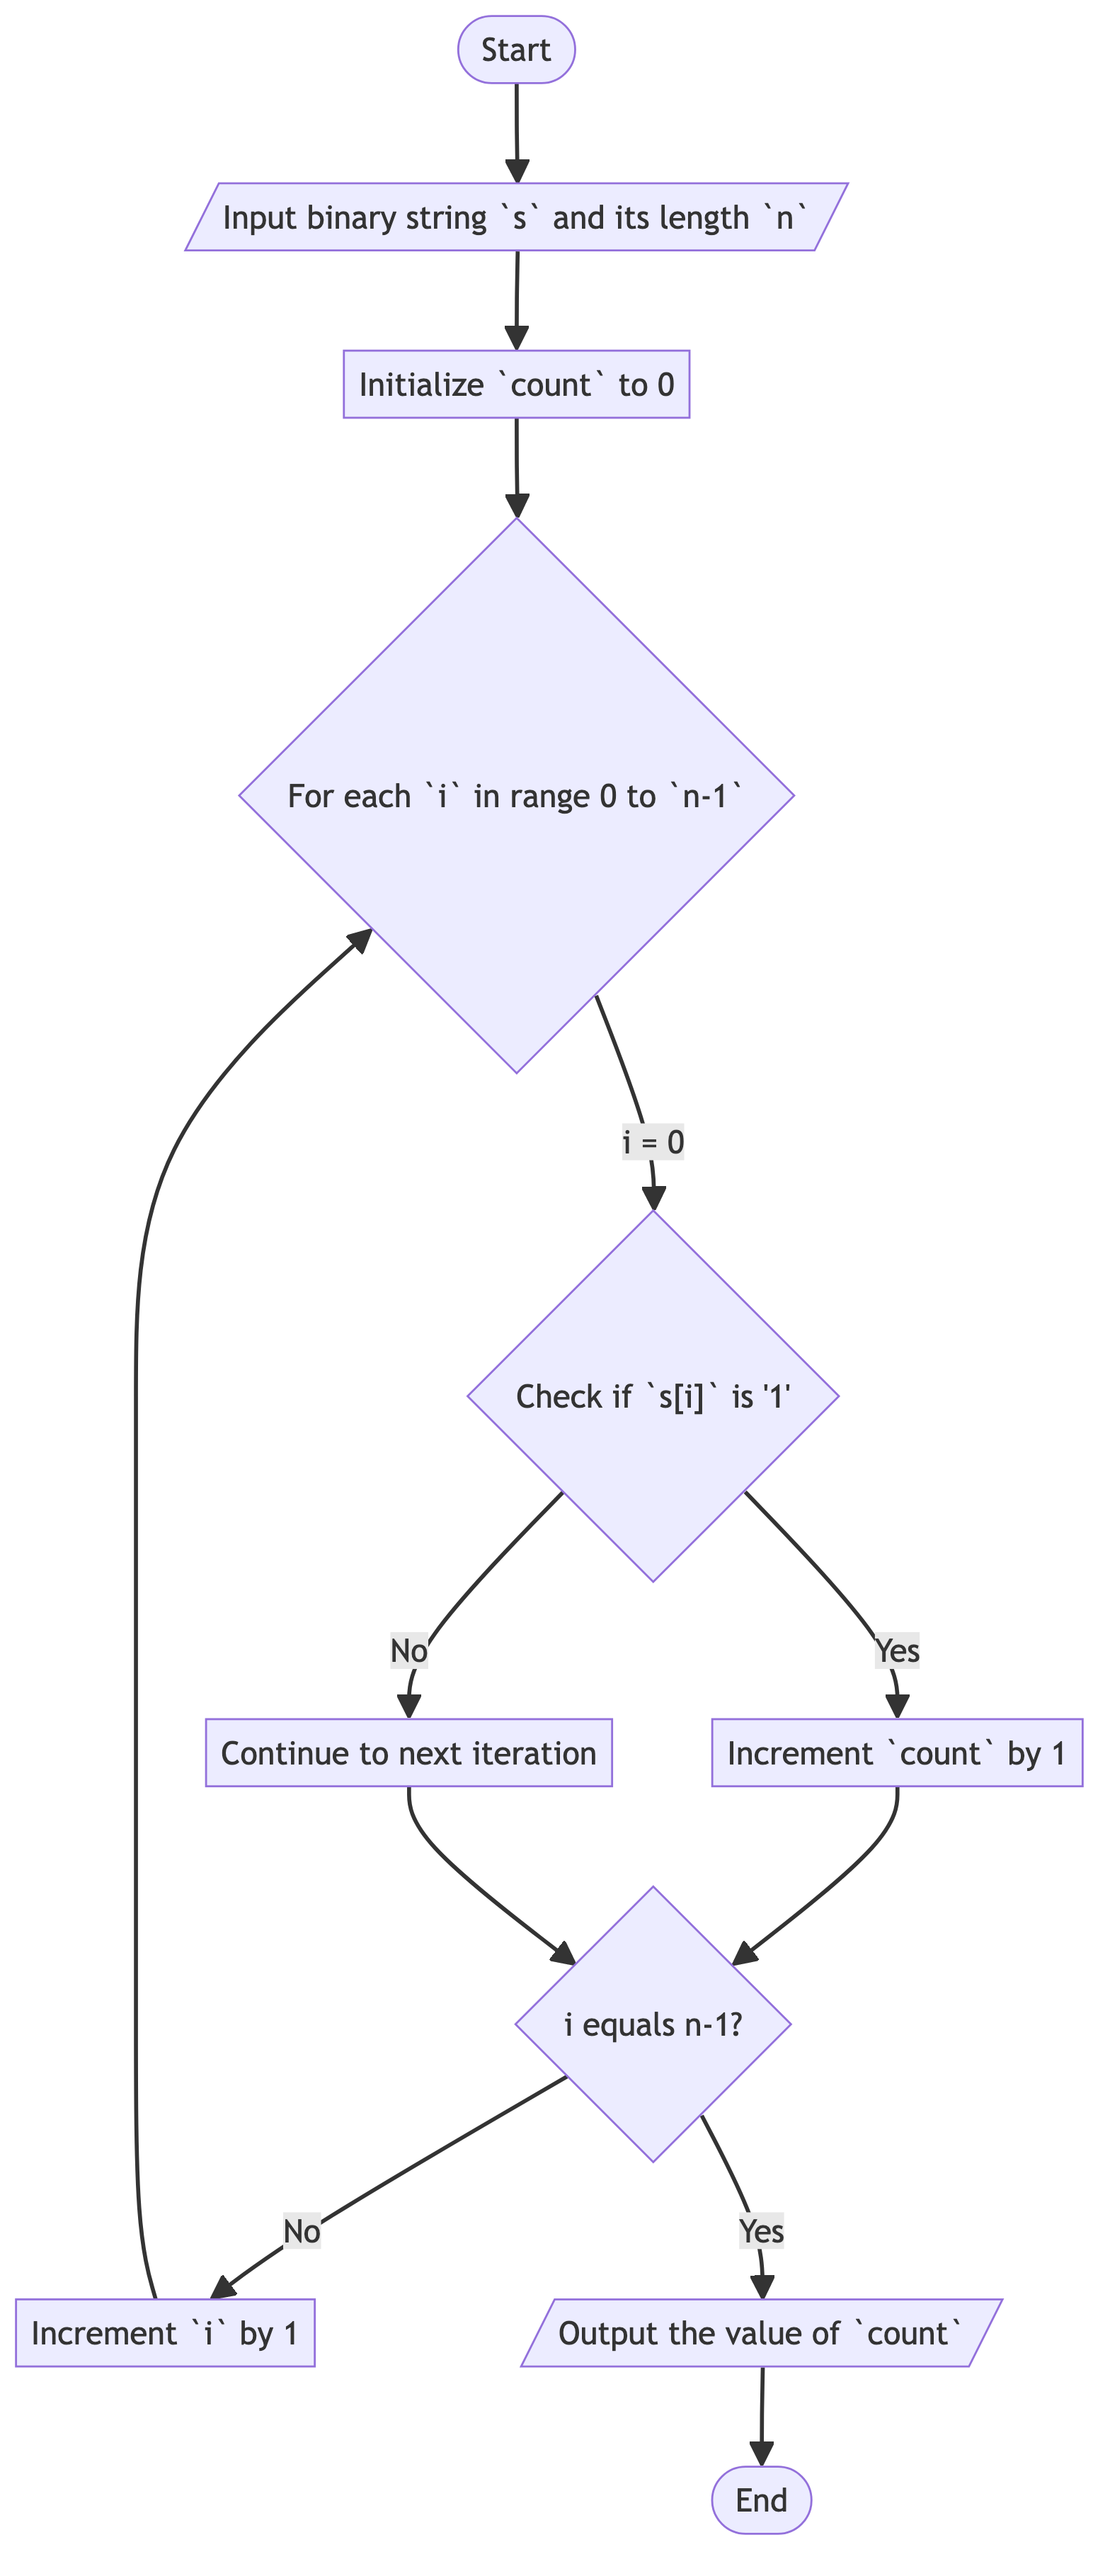 Start
Input binary string `s` and its length `n`
Initialize `count` to 0
For each `i` in range 0 to `n-1`
i = 0
Check if `s[i]` is '1'
No
Yes
Continue to next iteration
Increment `count` by 1
i equals n-1?
No
Yes
Increment `i` by 1
Output the value of `count`
End